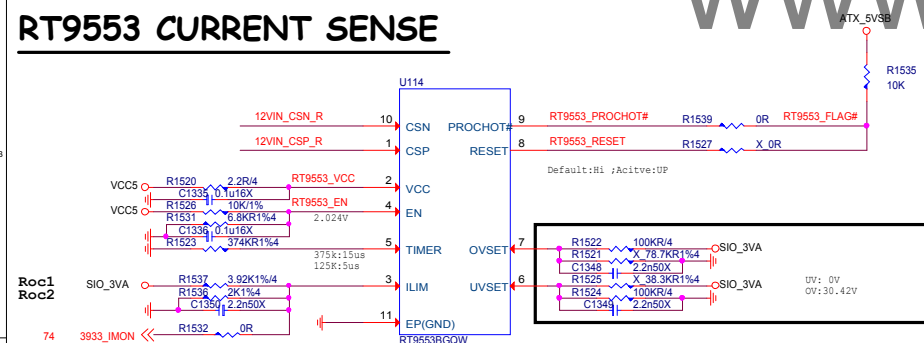 RT9553 CURRENT SENSE
WWW
ATX_5VSB
R1535
10K
U114
12VIN_CSN_R
10
CSN
PROCHOT#
9
RT9553_PROCHOT#
R1539
0R
RT9553_FLAG#
12VIN_CSP_R
1
CSP
RESET
8
RT9553_RESET
R1527
X_0R
Default:Hi ;Acitve:UP
VCC5
R1520
2.2R/4
RT9553_VCC
2
VCC
C1335
0.1u16X
VCC5
R1526
10K/1%
RT9553_EN
4
EN
R1531
6.8KR1%4
2.024V
C1336
0.1u16X
R1523
374KR1%4
5
TIMER
375k:15us
125K:5us
OVSET
7
R1522
100KR/4
SIO_3VA
R1521
X_78.7KR1%4
C1348
2.2n50X
Roc1
Roc2
SIO_3VA
R1537
3.92K1%/4
3
ILIM
R1536
2K1%4
C1350
2.2n50X
UVSET
6
R1525
X_38.3KR1%4
SIO_3VA
R1524
100KR/4
C1349
2.2n50X
UV: 0V
OV:30.42V
11
EP(GND)
74
3933_IMON
R1532
0R
RT9553BGQW
s